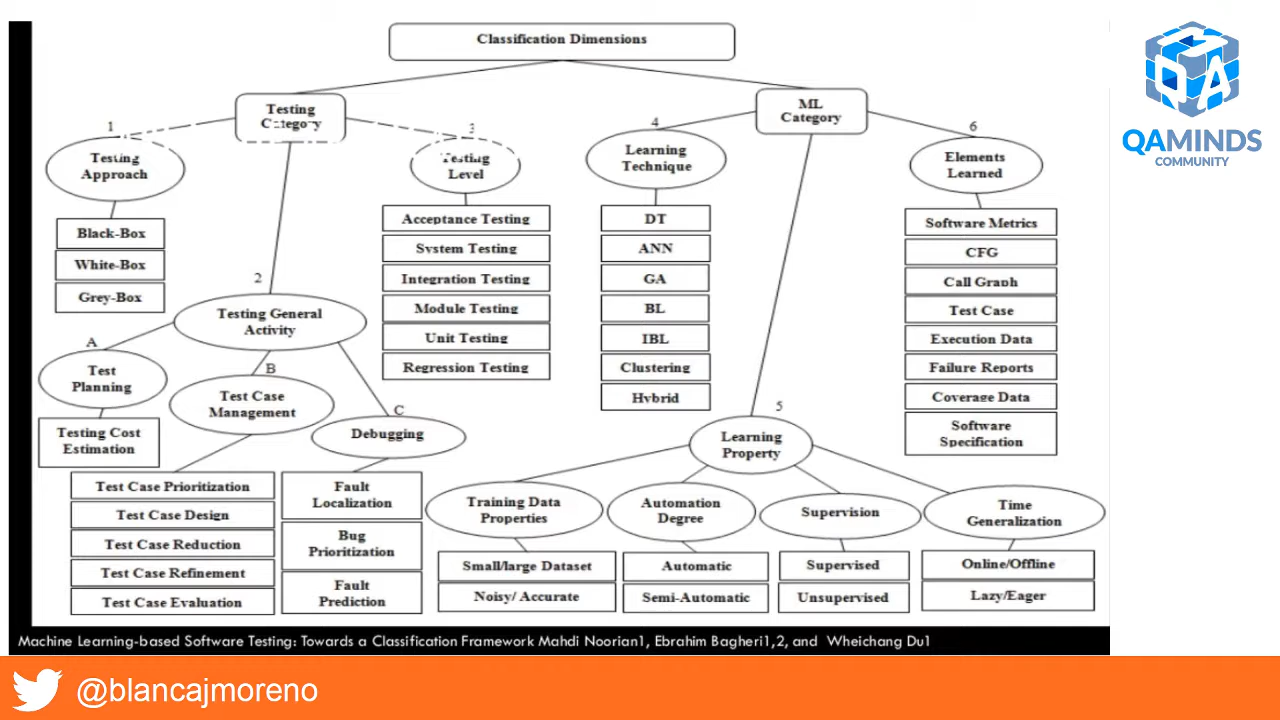 Classification Dimensions
Testing
Category
ML
Category
1
Testing
Approach
Black-Box
White-Box
Grey-Box
2
Testing General
Activity
A
Test
Planning
Testing Cost
Estimation
B
Test Case
Management
Test Case Prioritization
Test Case Design
Test Case Reduction
Test Case Refinement
Test Case Evaluation
C
Debugging
Fault
Localization
Bug
Prioritization
Fault
Prediction
3
Testing
Level
Acceptance Testing
System Testing
Integration Testing
Module Testing
Unit Testing
Regression Testing
4
Learning
Technique
DT
ANN
GA
BL
IBL
Clustering
Hybrid
5
Learning
Property
Training Data
Properties
Small/large Dataset
Noisy/ Accurate
Automation
Degree
Automatic
Semi-Automatic
Supervision
Supervised
Unsupervised
Time
Generalization
Online/Offline
Lazy/Eager
6
Elements
Learned
Software Metrics
CFG
Call Graph
Test Case
Execution Data
Failure Reports
Coverage Data
Software
Specification
Machine Learning-based Software Testing: Towards a Classification Framework Mahdi Noorian1, Ebrahim Bagheri1,2, and Wheichang Du1
QA
QAMINDS
COMMUNITY
@blancajmoreno